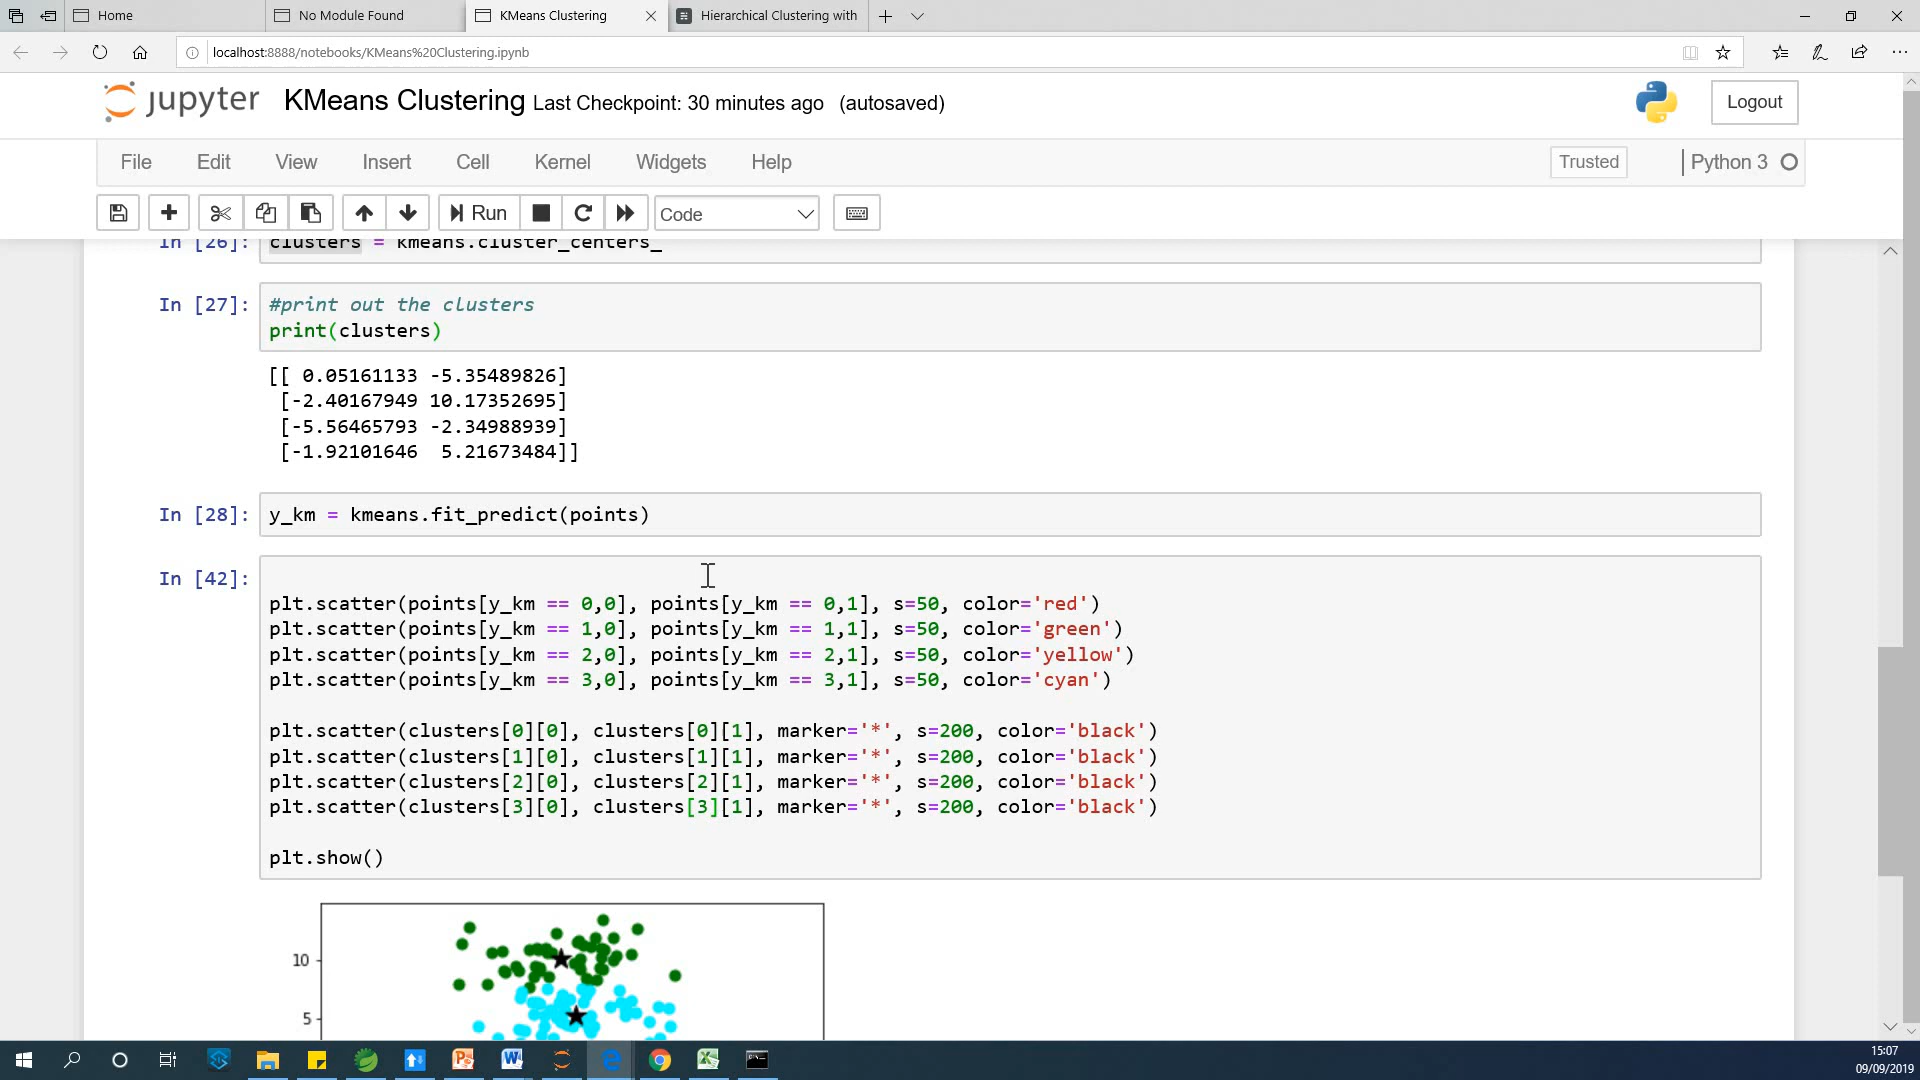 Home
No Module Found
KMeans Clustering
Hierarchical Clustering with
localhost:8888/notebooks/KMeans%20Clustering.ipynb
jupyter KMeans Clustering Last Checkpoint: 30 minutes ago (autosaved)
Logout
File Edit View Insert Cell Kernel Widgets Help
Trusted
Python 3
Run
Code
In [26]: clusters = kmeans.cluster_centers_
In [27]: #print out the clusters
print(clusters)
[[ 0.05161133 -5.35489826]
[-2.40167949 10.17352695]
[-5.56465793 -2.34988939]
[-1.92101646  5.21673484]]
In [28]: y_km = kmeans.fit_predict(points)
In [42]:
plt.scatter(points[y_km == 0,0], points[y_km == 0,1], s=50, color='red')
plt.scatter(points[y_km == 1,0], points[y_km == 1,1], s=50, color='green')
plt.scatter(points[y_km == 2,0], points[y_km == 2,1], s=50, color='yellow')
plt.scatter(points[y_km == 3,0], points[y_km == 3,1], s=50, color='cyan')
plt.scatter(clusters[0][0], clusters[0][1], marker='*', s=200, color='black')
plt.scatter(clusters[1][0], clusters[1][1], marker='*', s=200, color='black')
plt.scatter(clusters[2][0], clusters[2][1], marker='*', s=200, color='black')
plt.scatter(clusters[3][0], clusters[3][1], marker='*', s=200, color='black')
plt.show()
10
5
15:07
09/09/2019